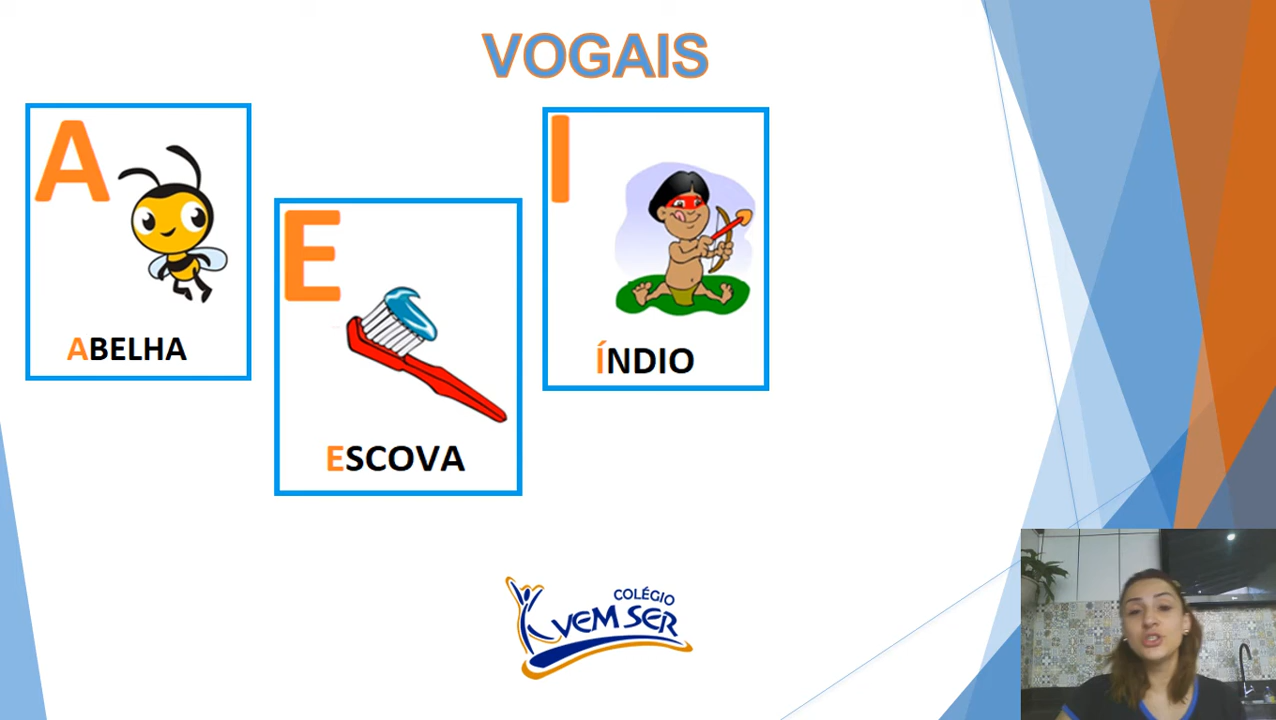 VOGAIS
A
ABELHA
E
ESCOVA
I
ÍNDIO
COLÉGIO
VEM SER